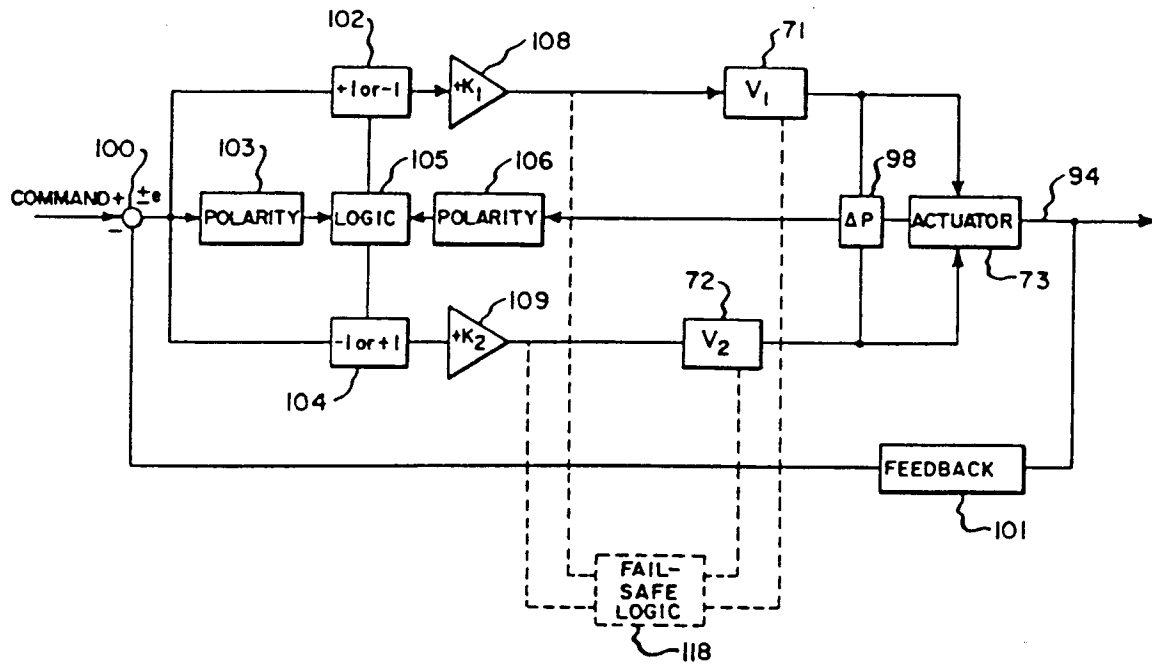 102
108
71
+1 or -1
+K1
V1
100
103
105
106
98
94
COMMAND +
± e
-
POLARITY
LOGIC
POLARITY
ΔP
ACTUATOR
73
109
72
-1 or +1
+K2
V2
104
FEEDBACK
101
FAIL-
SAFE
LOGIC
118